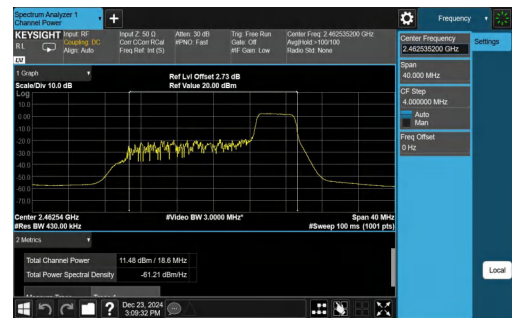 Spectrum Analyzer 1
Channel Power
Frequency
KEYSIGHT
RL
Input: RF
Coupling: DC
Align: Auto
Input Z: 50 Ω
Corr CCorr RCal
Freq Ref: Int (S)
Atten: 30 dB
#PNO: Fast
Trig: Free Run
Gate: Off
#IF Gain: Low
Center Freq: 2.462535200 GHz
Avg|Hold:>100/100
Radio Std: None
Center Frequency
2.462535200 GHz
Settings
Span
40.000 MHz
CF Step
4.000000 MHz
Auto
Man
Freq Offset
0 Hz
Local
1 Graph
Scale/Div 10.0 dB
Ref Lvl Offset 2.73 dB
Ref Value 20.00 dBm
Log
10.0
0.00
-10.0
-20.0
-30.0
-40.0
-50.0
-60.0
-70.0
Center 2.46254 GHz
#Video BW 3.0000 MHz*
Span 40 MHz
#Res BW 430.00 kHz
#Sweep 100 ms (1001 pts)
2 Metrics
Total Channel Power
11.48 dBm / 18.6 MHz
Total Power Spectral Density
-61.21 dBm/Hz
Dec 23, 2024
3:09:32 PM